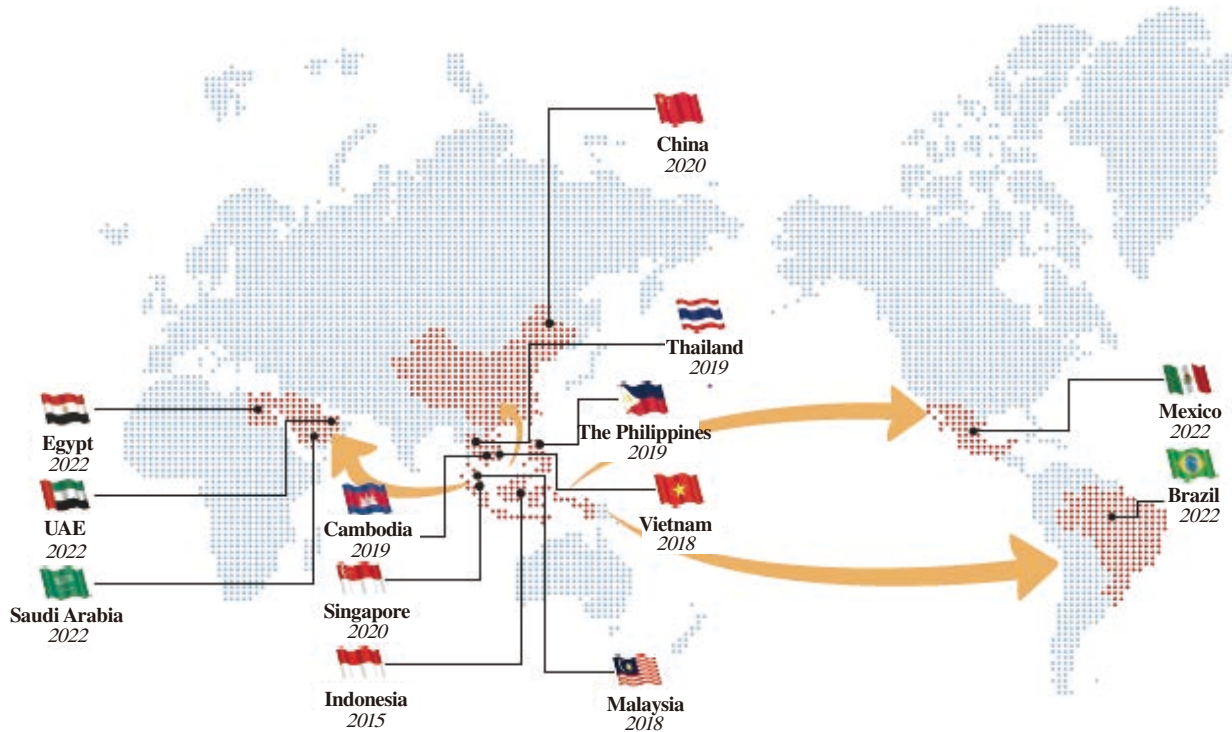 China
2020
Thailand
2019
The Philippines
2019
Vietnam
2018
Mexico
2022
Brazil
2022
Egypt
2022
UAE
2022
Saudi Arabia
2022
Cambodia
2019
Singapore
2020
Indonesia
2015
Malaysia
2018